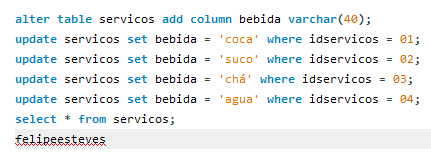 alter table servicos add column bebida varchar(40);
update servicos set bebida = 'coca' where idservicos = 01;
update servicos set bebida = 'suco' where idservicos = 02;
update servicos set bebida = 'chá' where idservicos = 03;
update servicos set bebida = 'agua' where idservicos = 04;
select * from servicos;
felipeesteves